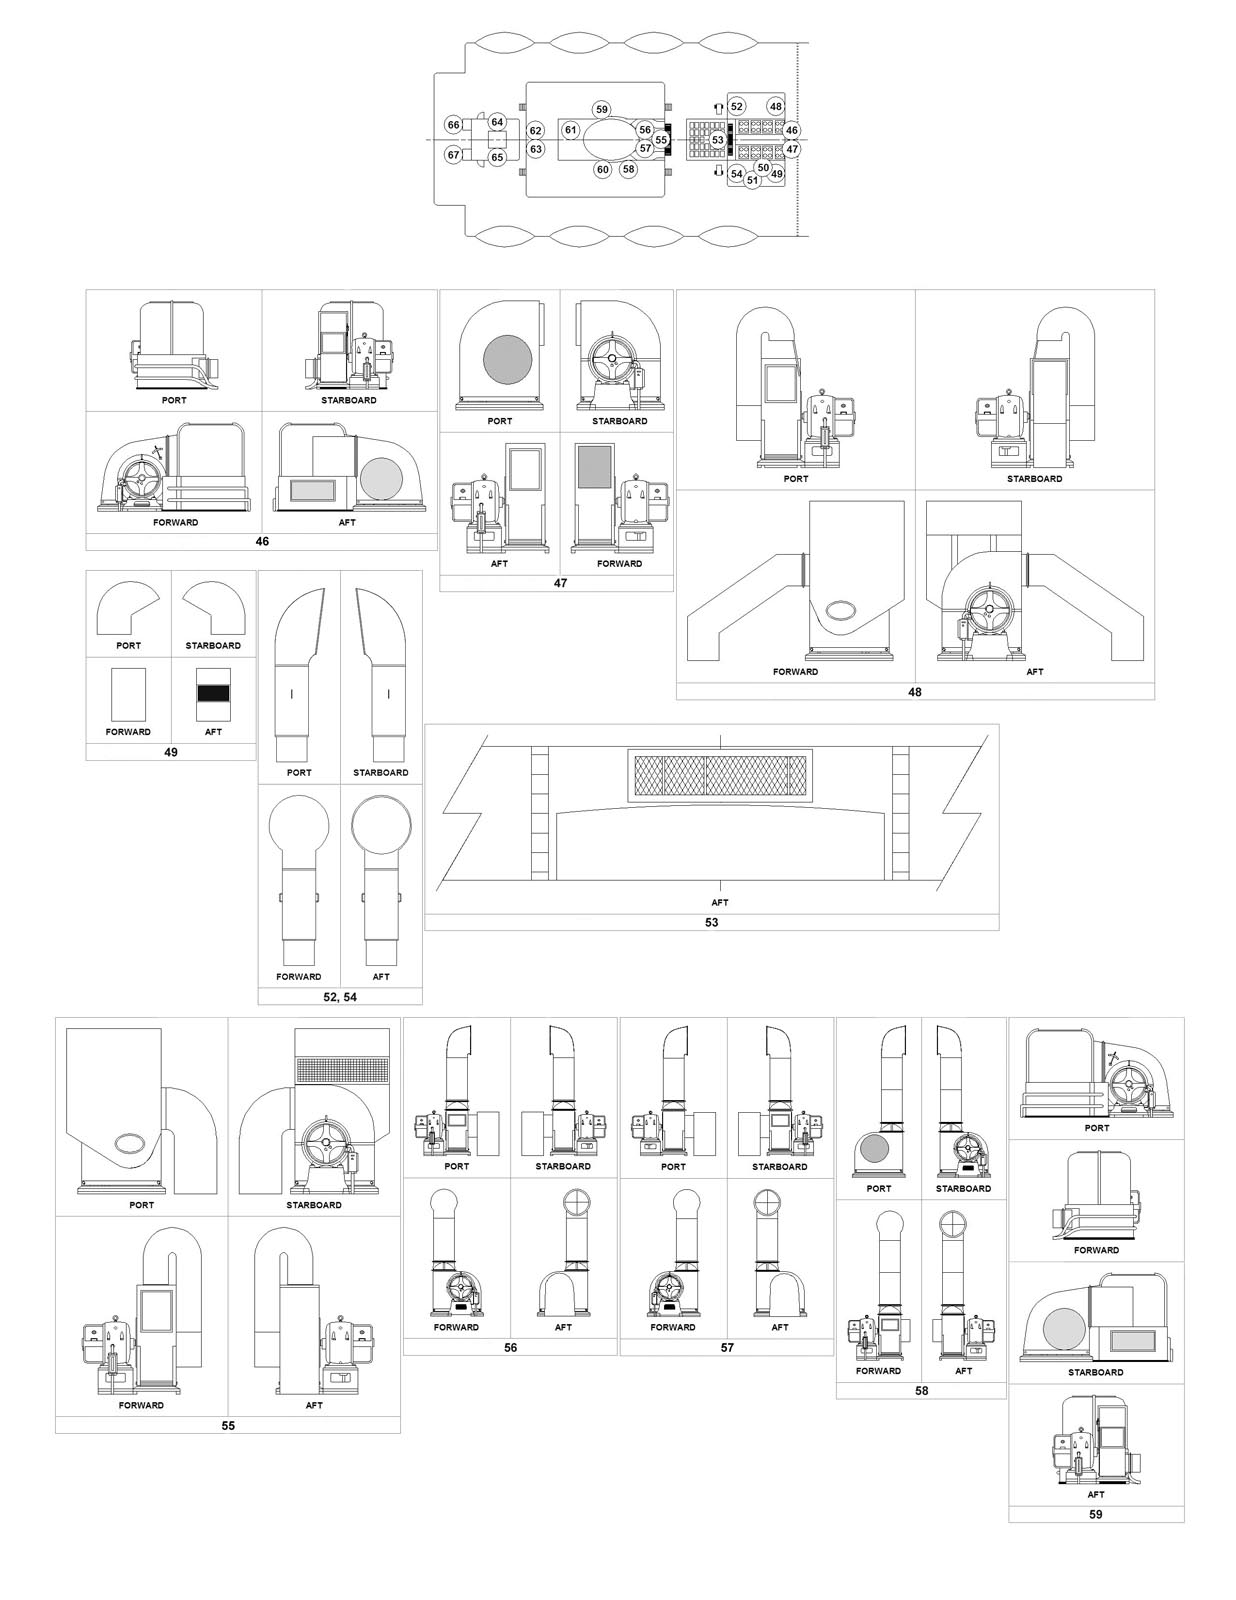 59 52 48
66 64 62 61 56 55 53 46
67 65 63 57 47
60 58 54 51 50 49
PORT STARBOARD
FORWARD AFT
46
PORT STARBOARD
AFT FORWARD
47
PORT STARBOARD
FORWARD AFT
48
PORT STARBOARD
FORWARD AFT
49
PORT STARBOARD
FORWARD AFT
52, 54
AFT
53
PORT STARBOARD
FORWARD AFT
55
PORT STARBOARD
FORWARD AFT
56
PORT STARBOARD
FORWARD AFT
57
PORT STARBOARD
FORWARD AFT
58
PORT
FORWARD
STARBOARD
AFT
59